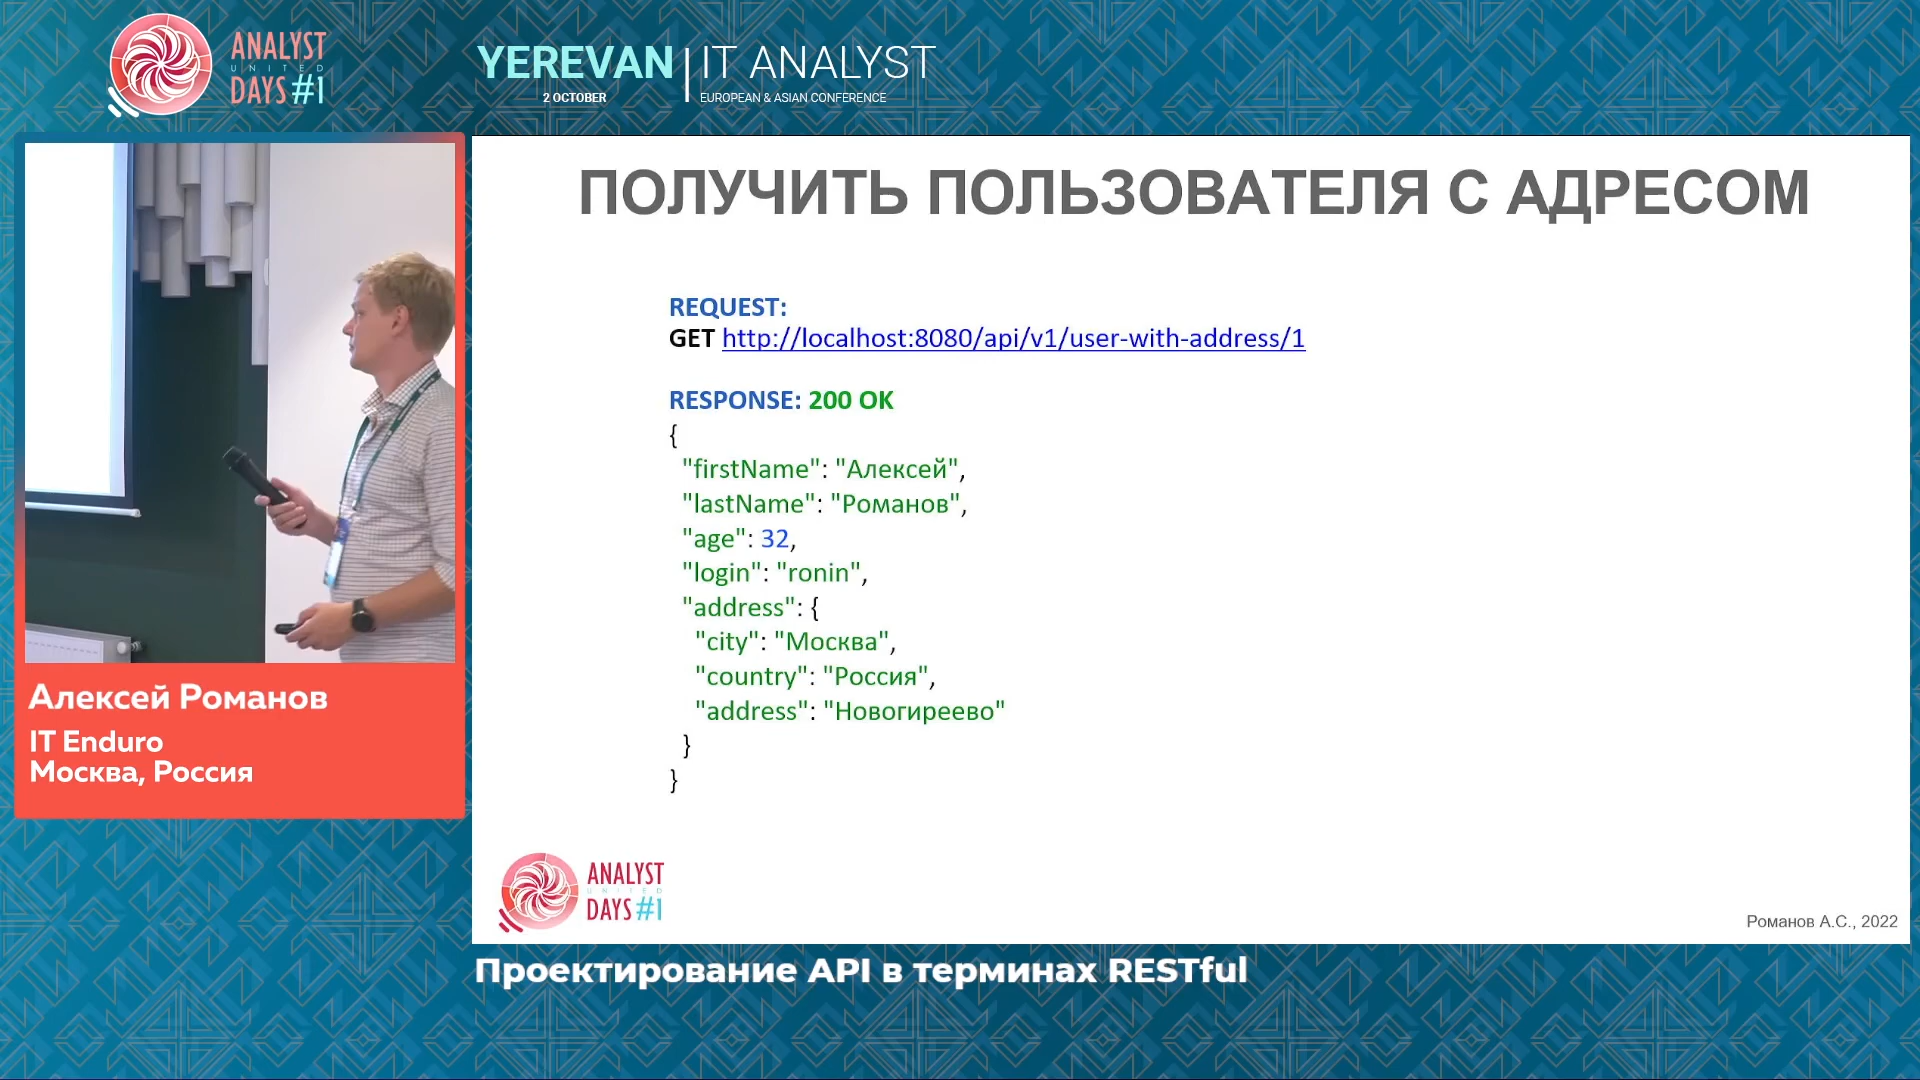 ANALYST
UNITED
DAYS #1
YEREVAN
2 OCTOBER
IT ANALYST
EUROPEAN & ASIAN CONFERENCE
ПОЛУЧИТЬ ПОЛЬЗОВАТЕЛЯ С АДРЕСОМ
REQUEST:
GET http://localhost:8080/api/v1/user-with-address/1
RESPONSE: 200 OK
{
"firstName": "Алексей",
"lastName": "Романов",
"age": 32,
"login": "ronin",
"address": {
"city": "Москва",
"country": "Россия",
"address": "Новогиреево"
}
}
Алексей Романов
IT Enduro
Москва, Россия
ANALYST
UNITED
DAYS #1
Романов А.С., 2022
Проектирование API в терминах RESTful